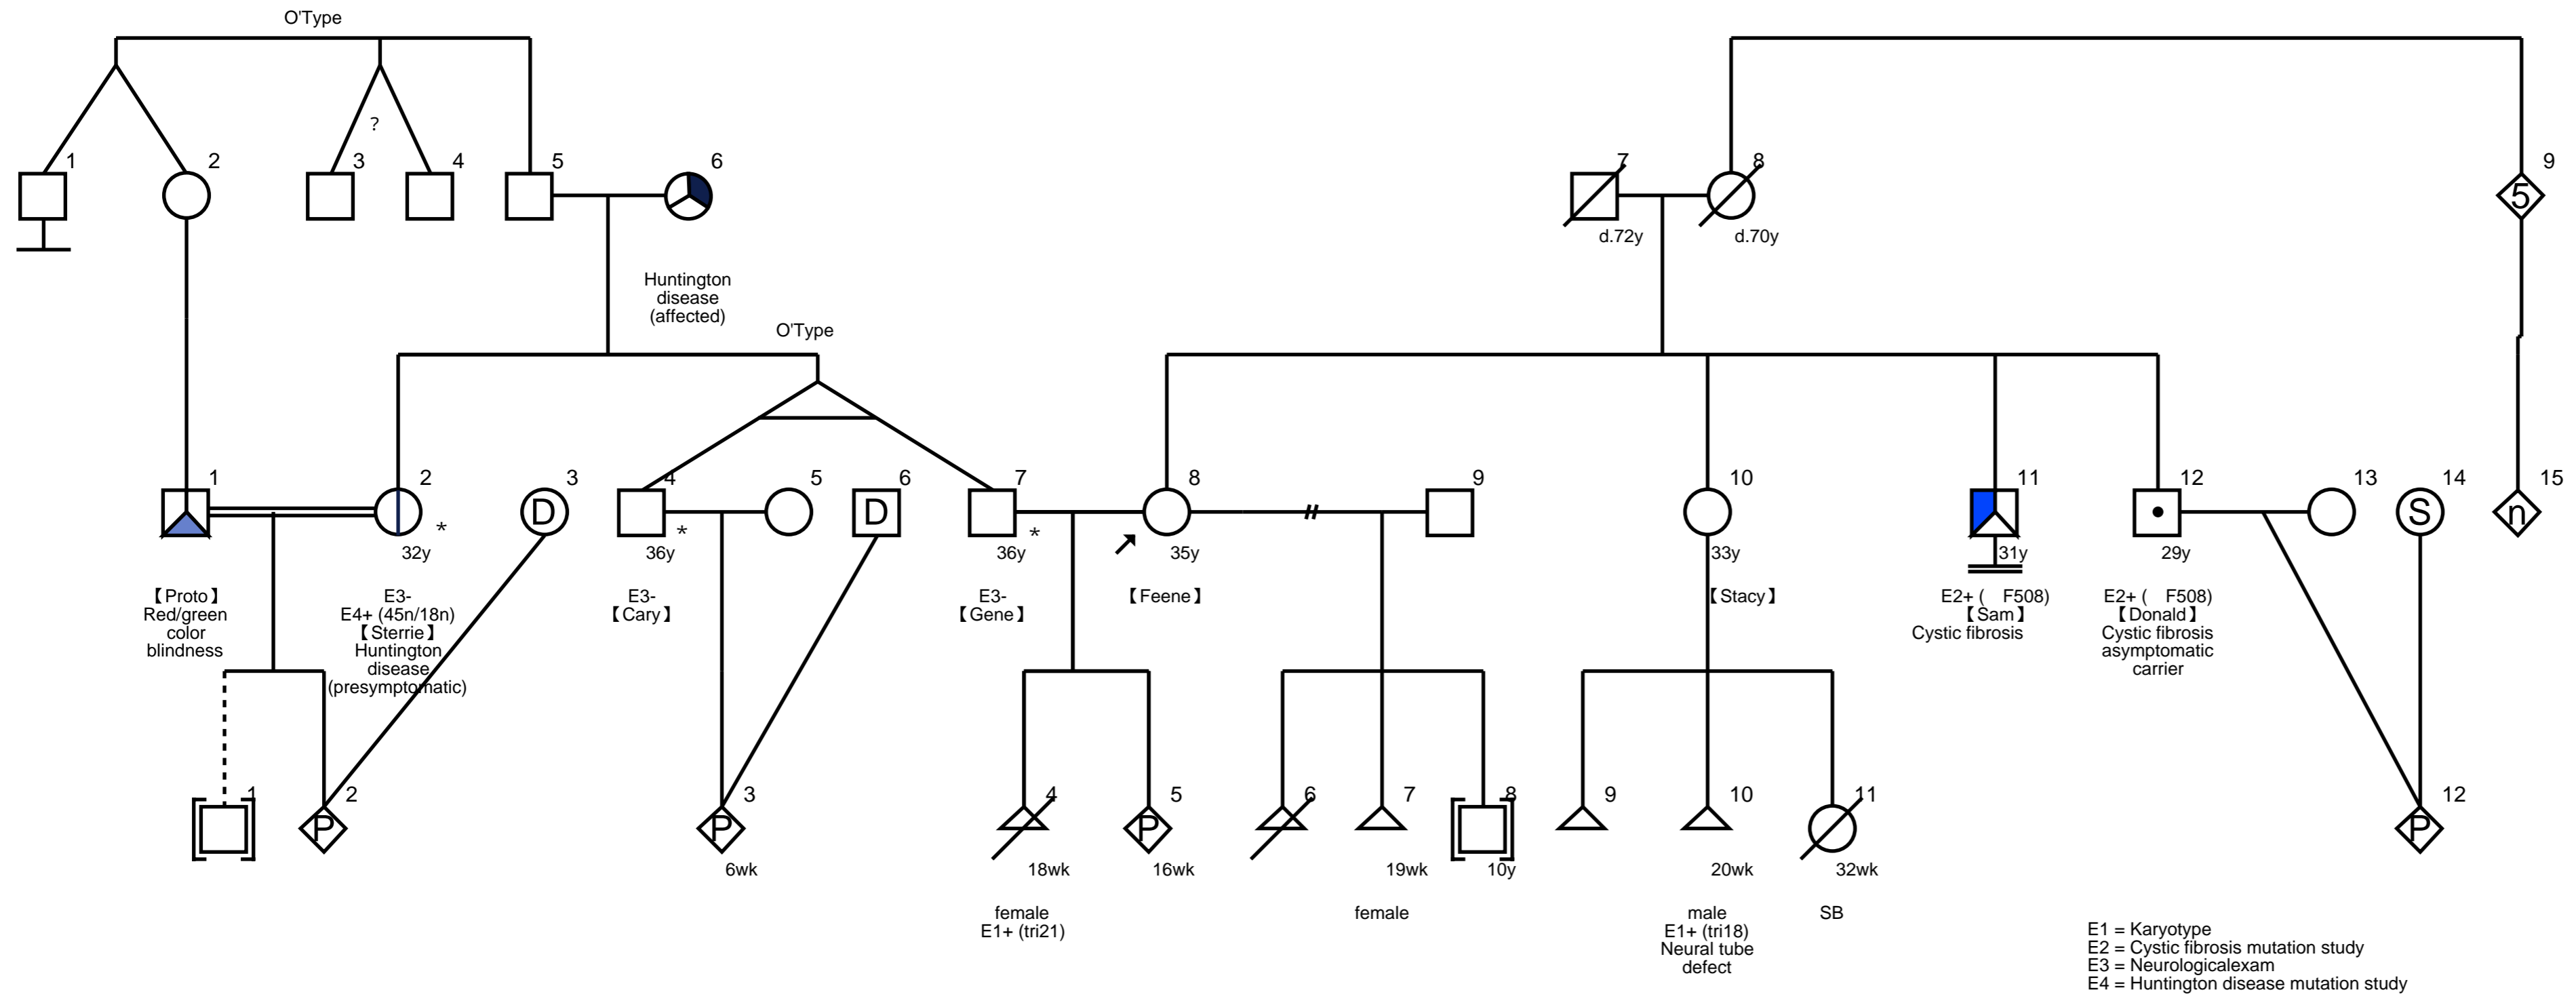 O'Type
1
2
3
4
5
6
7
8
9
?
5
d.72y
d.70y
Huntington
disease
(affected)
O'Type
1
2
3
4
5
6
7
8
9
10
11
12
13
14
15
D
D
S
n
*
*
*
32y
36y
36y
35y
33y
31y
29y
【Proto】
Red/green
color
blindness
E3-
E4+ (45n/18n)
【Sterrie】
Huntington
disease
(presymptomatic)
E3-
【Cary】
E3-
【Gene】
【Feene】
【Stacy】
E2+ ( F508)
【Sam】
Cystic fibrosis
E2+ ( F508)
【Donald】
Cystic fibrosis
asymptomatic
carrier
1
2
3
4
5
6
7
8
9
10
11
12
P
P
P
P
6wk
18wk
16wk
19wk
10y
20wk
32wk
female
E1+ (tri21)
female
male
E1+ (tri18)
Neural tube
defect
SB
E1 = Karyotype
E2 = Cystic fibrosis mutation study
E3 = Neurologicalexam
E4 = Huntington disease mutation study